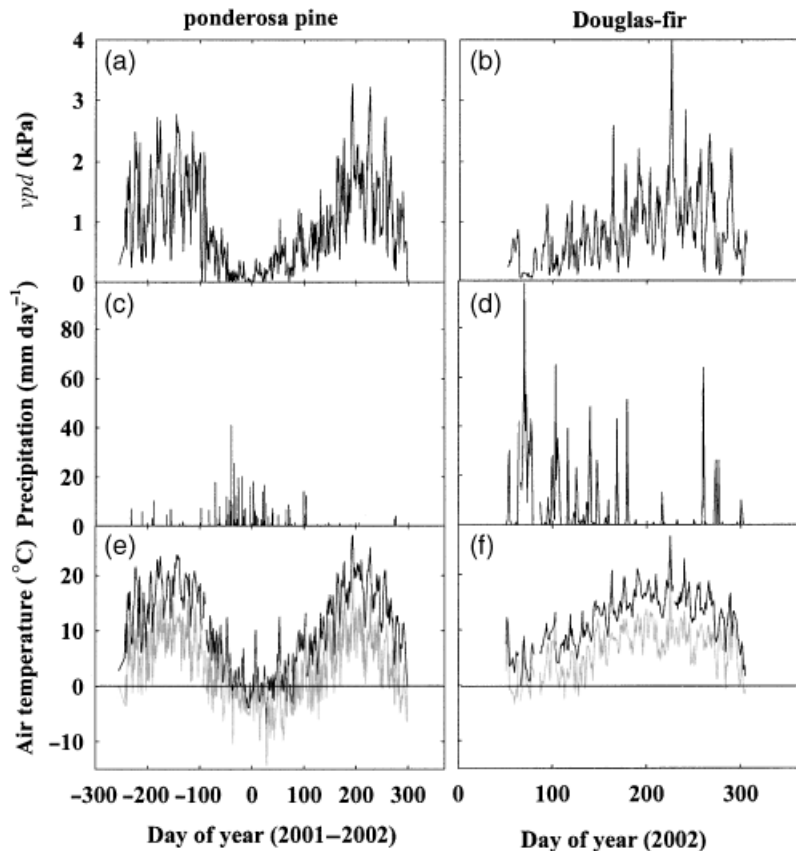 ponderosa pine
Douglas-fir
(a)
(b)
4
3
2
1
0
vpd (kPa)
(c)
(d)
80
60
40
20
0
Precipitation (mm day⁻¹)
(e)
(f)
20
10
0
−10
Air temperature (°C)
−300 −200 −100 0 100 200 300
0 100 200 300
Day of year (2001–2002)
Day of year (2002)